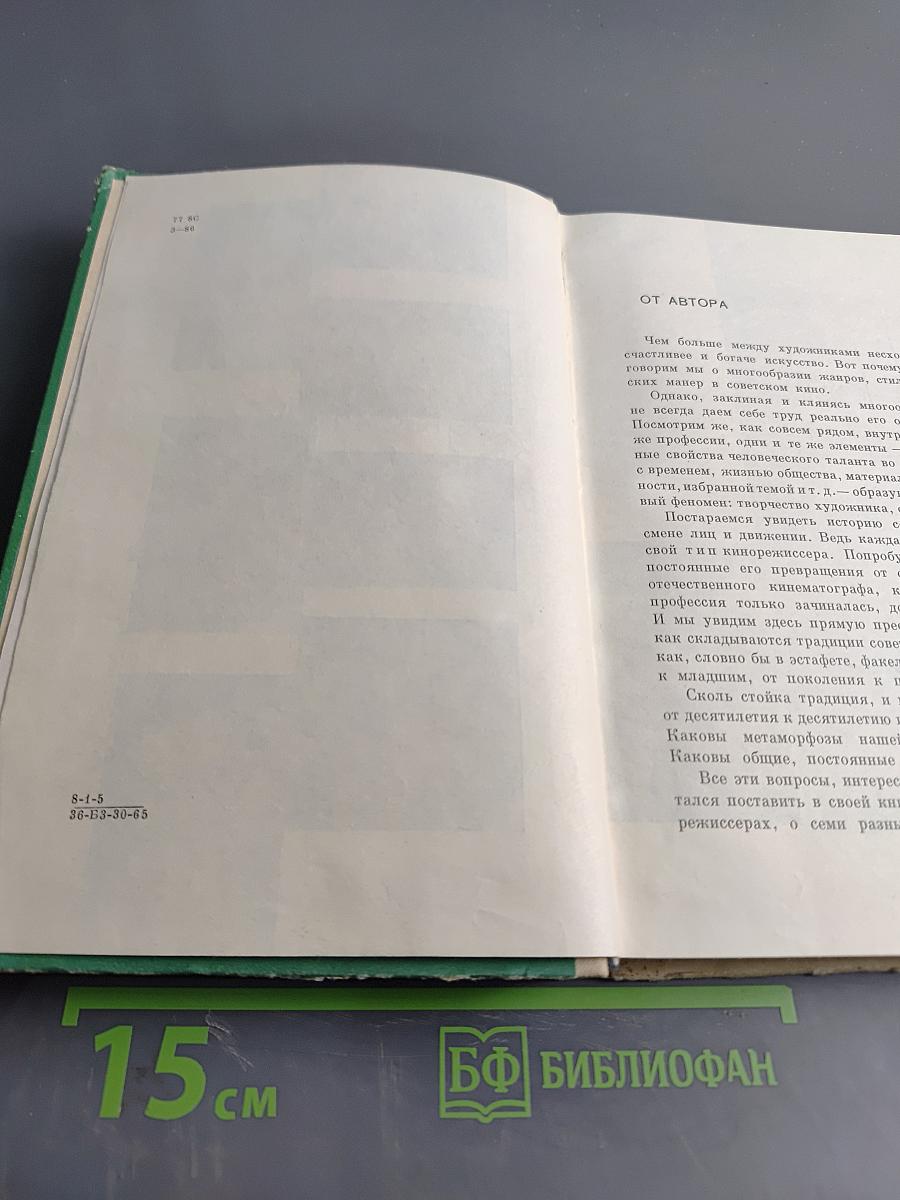 77 8С
З—86
8-1-5
36-БЗ-30-65
ОТ АВТОРА
Чем больше между художниками несхо
счастливее и богаче искусство. Вот почему
говорим мы о многообразии жанров, стил
ских манер в советском кино.
Однако, заклиная и клянясь многоо
не всегда даем себе труд реально его о
Посмотрим же, как совсем рядом, внутр
же профессии, одни и те же элементы —
ные свойства человеческого таланта во
с временем, жизнью общества, материал
ности, избранной темой и т. д.— образую
вый феномен: творчество художника, с
Постараемся увидеть историю со
смене лиц и движении. Ведь кажда
свой тип кинорежиссера. Попробу
постоянные его превращения от
отечественного кинематографа, к
профессия только зачиналась, до
И мы увидим здесь прямую прее
как складываются традиции совет
как, словно бы в эстафете, факел
к младшим, от поколения к п
Сколь стойка традиция, и
от десятилетия к десятилетию
Каковы метаморфозы нашей
Каковы общие, постоянные
Все эти вопросы, интерес
тался поставить в своей кни
режиссерах, о семи разны
15 см
БФ БИБЛИОФАН